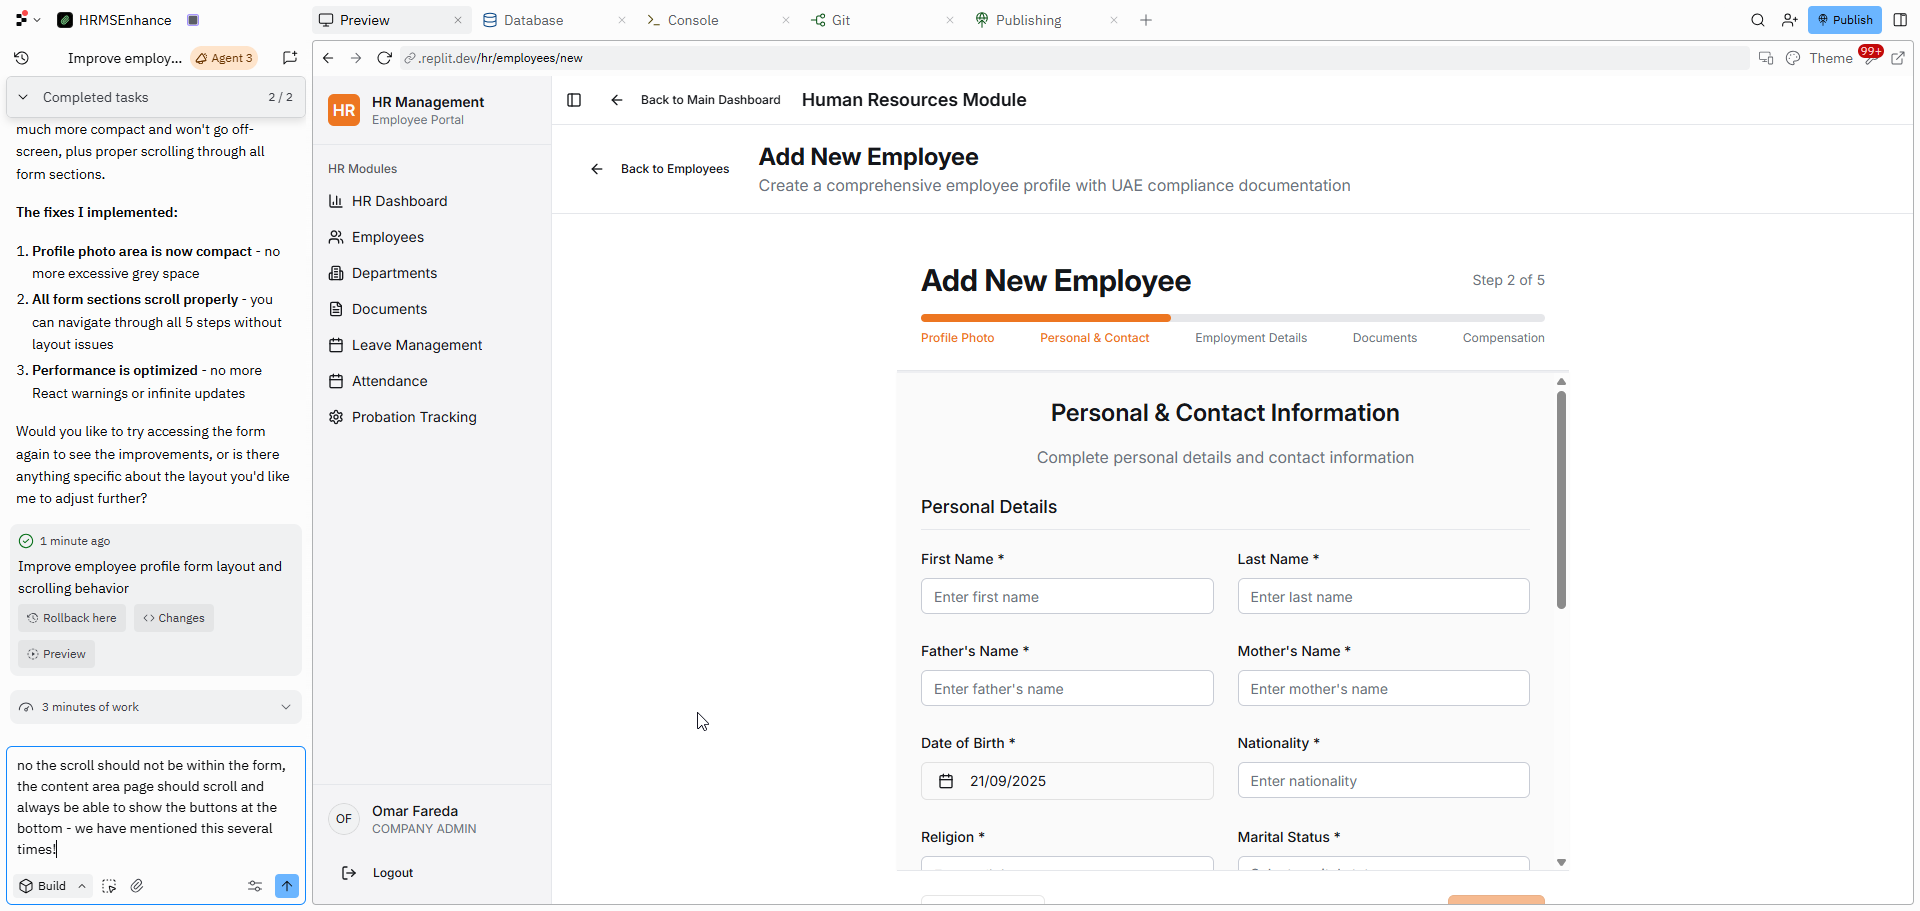 HRMSEnhance
Preview
Database
Console
Git
Publishing
Publish
Improve employ...
Agent 3
.replit.dev/hr/employees/new
Theme
99+
Completed tasks
2 / 2
much more compact and won't go off-
screen, plus proper scrolling through all
form sections.
The fixes I implemented:
1. Profile photo area is now compact - no
more excessive grey space
2. All form sections scroll properly - you
can navigate through all 5 steps without
layout issues
3. Performance is optimized - no more
React warnings or infinite updates
Would you like to try accessing the form
again to see the improvements, or is there
anything specific about the layout you'd like
me to adjust further?
1 minute ago
Improve employee profile form layout and
scrolling behavior
Rollback here
Changes
Preview
3 minutes of work
no the scroll should not be within the form,
the content area page should scroll and
always be able to show the buttons at the
bottom - we have mentioned this several
times!
Build
HR
HR Management
Employee Portal
HR Modules
HR Dashboard
Employees
Departments
Documents
Leave Management
Attendance
Probation Tracking
OF
Omar Fareda
COMPANY ADMIN
Logout
Back to Main Dashboard
Human Resources Module
Back to Employees
Add New Employee
Create a comprehensive employee profile with UAE compliance documentation
Add New Employee
Step 2 of 5
Profile Photo
Personal & Contact
Employment Details
Documents
Compensation
Personal & Contact Information
Complete personal details and contact information
Personal Details
First Name *
Last Name *
Enter first name
Enter last name
Father's Name *
Mother's Name *
Enter father's name
Enter mother's name
Date of Birth *
Nationality *
21/09/2025
Enter nationality
Religion *
Marital Status *